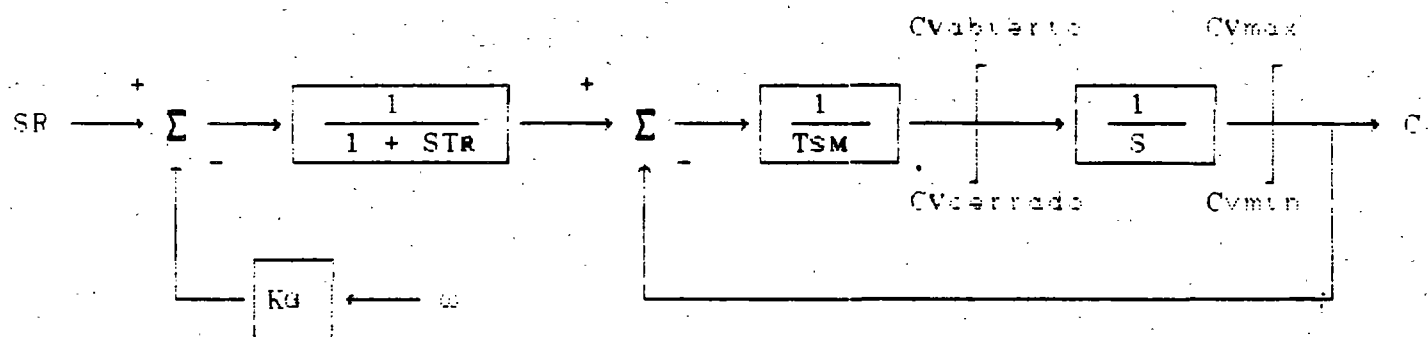 CVabierto CVmax
+ +
SR Σ 1 Σ 1 1 C
1 + STR TSM S
- -
CVcerrado CVmin
KG ω